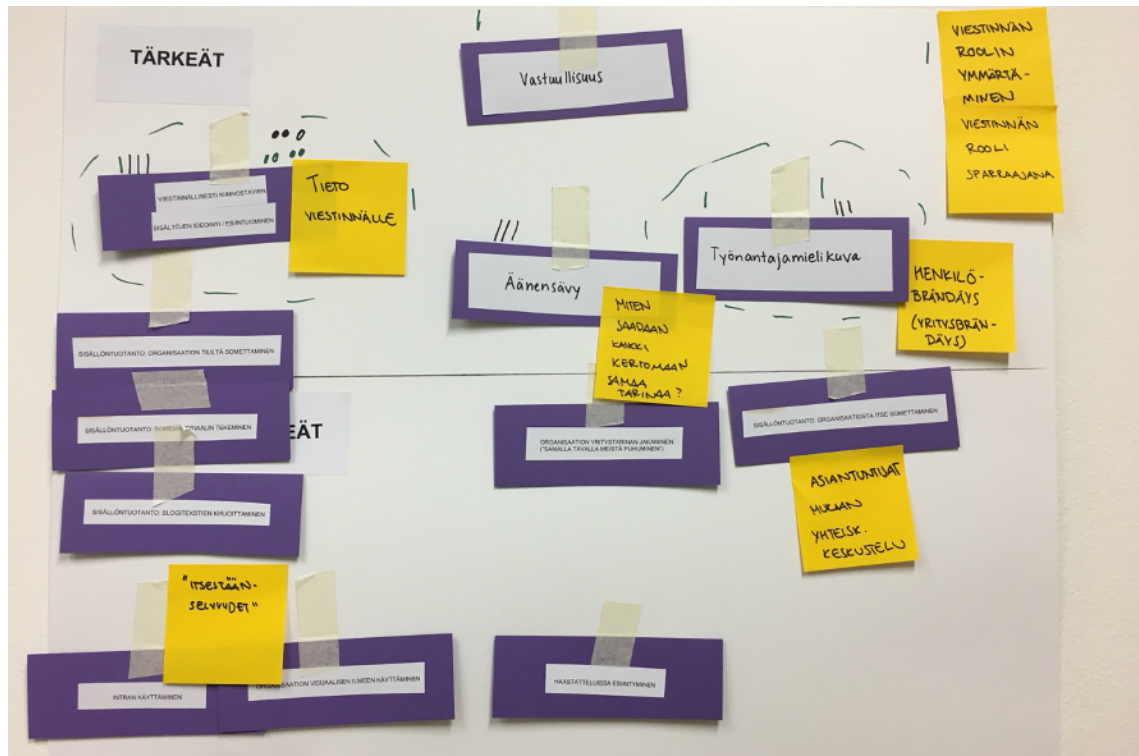 TÄRKEÄT
Vastuullisuus
VIESTINNÄN
ROOLIN
YMMÄRTÄ-
MINEN
VIESTINNÄN
ROOLI
SPARRAAJANA
VIESTINNÄLLISESTI KIINNOSTAVIEN
SISÄLTÖJEN IDEOINTI / ESIINTUOMINEN
TIETO
VIESTINNÄLLE
Äänensävy
Työnantajamielikuva
HENKILÖ-
BRÄNDÄYS
(YRITYSBRÄN-
DÄYS)
MITEN
SAADAAN
KAIKKI
KERTOMAAN
SAMAA
TARINAA?
SISÄLLÖNTUOTANTO: ORGANISAATION TILILTÄ SOMETTAMINEN
SISÄLLÖNTUOTANTO:
TEKEMINEN
EÄT
ORGANISAATION YRITYSTARINAN JAKAMINEN
("SAMALLA TAVALLA MEISTÄ PUHUMINEN")
SISÄLLÖNTUOTANTO: ORGANISAATIOSTA ITSE SOMETTAMINEN
ASIANTUNTIJAT
MUKAAN
YHTEISK.
KESKUSTELU
SISÄLLÖNTUOTANTO: BLOGITEKSTIEN KIRJOITTAMINEN
"ITSESTÄÄN-
SELVYYDET"
INTRAN KÄYTTÄMINEN
ORGANISAATION VISUAALISEN ILMEEN KÄYTTÄMINEN
HAASTATTELUISSA ESIINTYMINEN